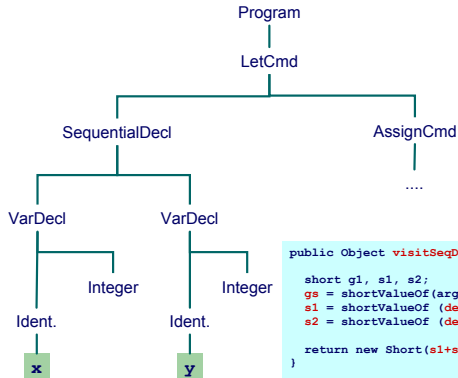 Program
LetCmd
SequentialDecl
AssignCmd
....
VarDecl
VarDecl
Integer
Integer
Ident.
Ident.
x
y
public Object visitSeqD
short g1, s1, s2;
gs = shortValueOf(arg
s1 = shortValueOf (de
s2 = shortValueOf (de
return new Short(s1+s
}